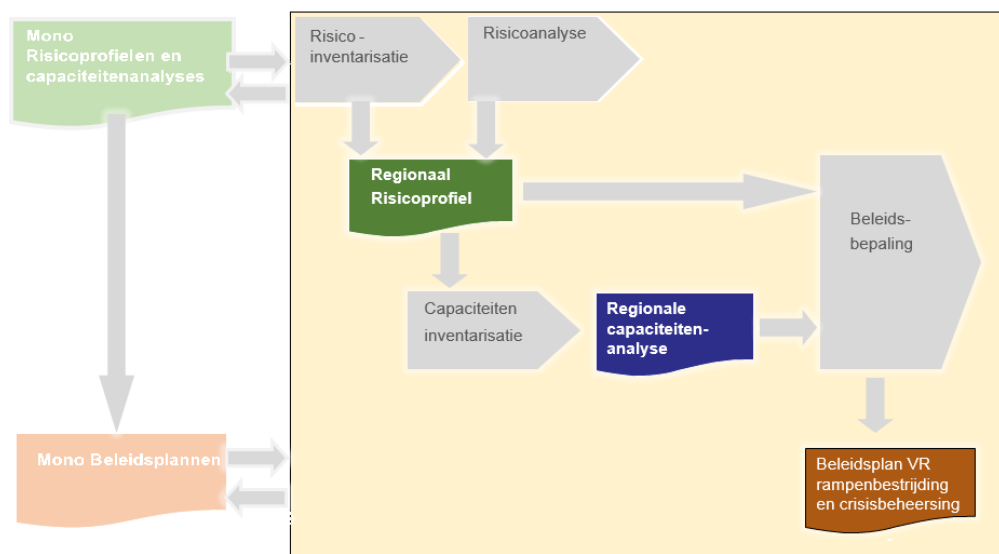 Mono
Risicoprofielen en
capaciteitenanalyses
Risico -
inventarisatie
Risicoanalyse
Regionaal
Risicoprofiel
Beleids-
bepaling
Capaciteiten
inventarisatie
Regionale
capaciteiten-
analyse
Mono Beleidsplannen
Beleidsplan VR
rampenbestrijding
en crisisbeheersing